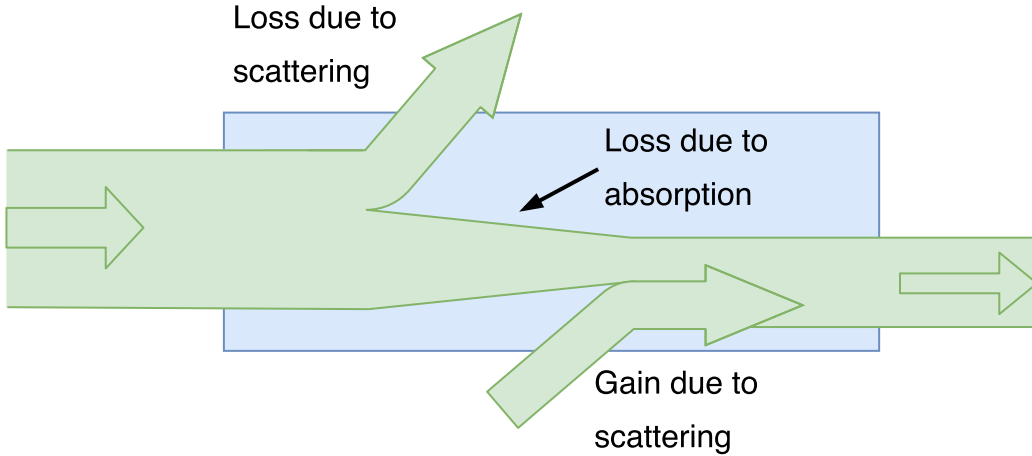 Loss due to
scattering
Loss due to
absorption
Gain due to
scattering